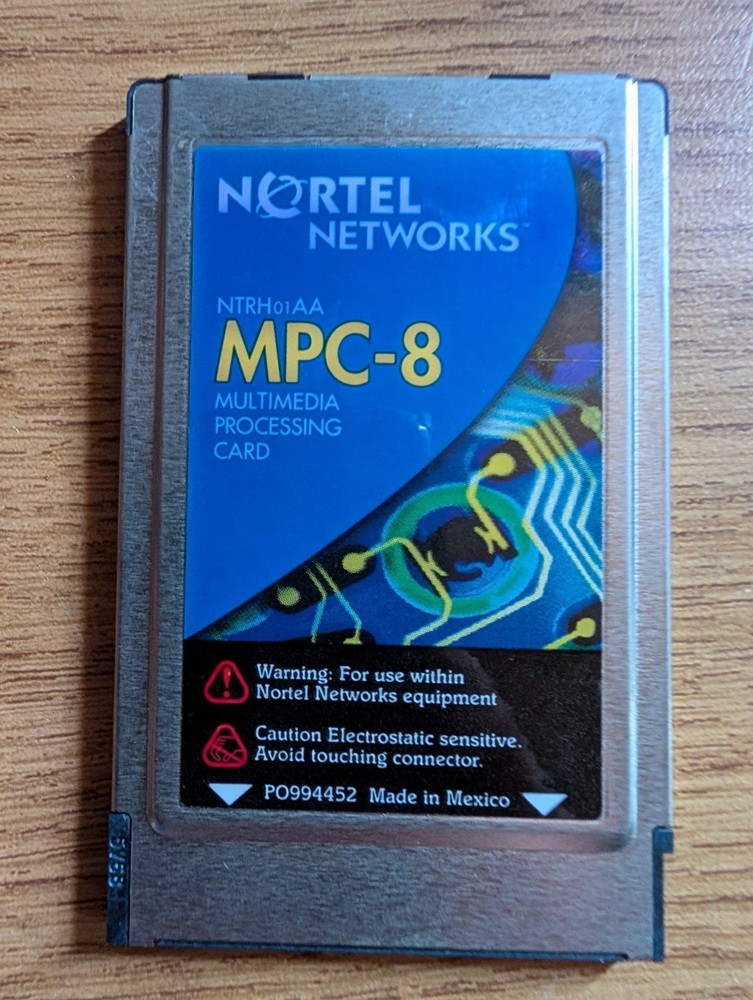 NORTEL
NETWORKS™
NTRH01AA
MPC-8
MULTIMEDIA
PROCESSING
CARD
Warning: For use within
Nortel Networks equipment
Caution Electrostatic sensitive.
Avoid touching connector.
PO994452 Made in Mexico